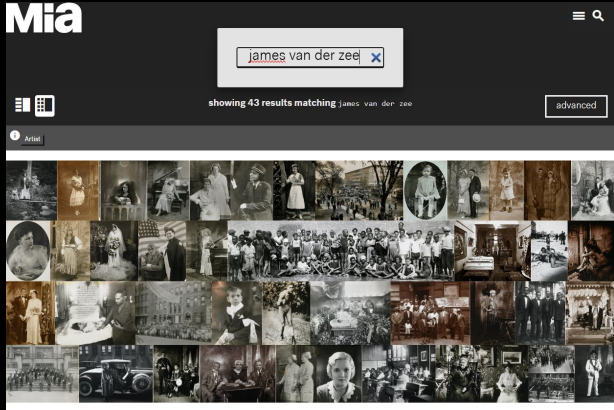 Mia
james van der zee
showing 43 results matching james van der zee
advanced
Artist